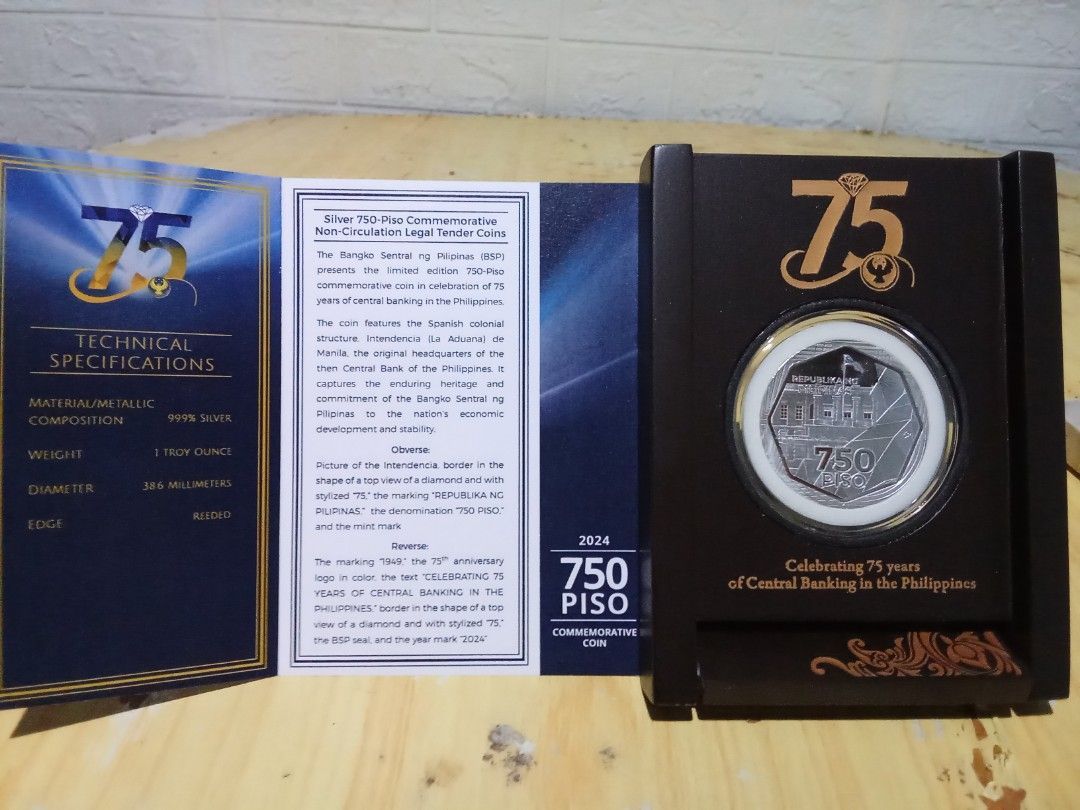 75
TECHNICAL
SPECIFICATIONS
MATERIAL/METALLIC
COMPOSITION 999% SILVER
WEIGHT 1 TROY OUNCE
DIAMETER 38.6 MILLIMETERS
EDGE REEDED
Silver 750-Piso Commemorative
Non-Circulation Legal Tender Coins
The Bangko Sentral ng Pilipinas (BSP)
presents the limited edition 750-Piso
commemorative coin in celebration of 75
years of central banking in the Philippines.
The coin features the Spanish colonial
structure, Intendencia (La Aduana) de
Manila, the original headquarters of the
then Central Bank of the Philippines. It
captures the enduring heritage and
commitment of the Bangko Sentral ng
Pilipinas to the nation's economic
development and stability.
Obverse:
Picture of the Intendencia, border in the
shape of a top view of a diamond and with
stylized "75," the marking "REPUBLIKA NG
PILIPINAS," the denomination "750 PISO,"
and the mint mark
Reverse:
The marking "1949," the 75th anniversary
logo in color, the text "CELEBRATING 75
YEARS OF CENTRAL BANKING IN THE
PHILIPPINES," border in the shape of a top
view of a diamond and with stylized "75,"
the BSP seal, and the year mark "2024"
2024
750
PISO
COMMEMORATIVE
COIN
75
REPUBLIKA NG
PILIPINAS
750
PISO
Celebrating 75 years
of Central Banking in the Philippines